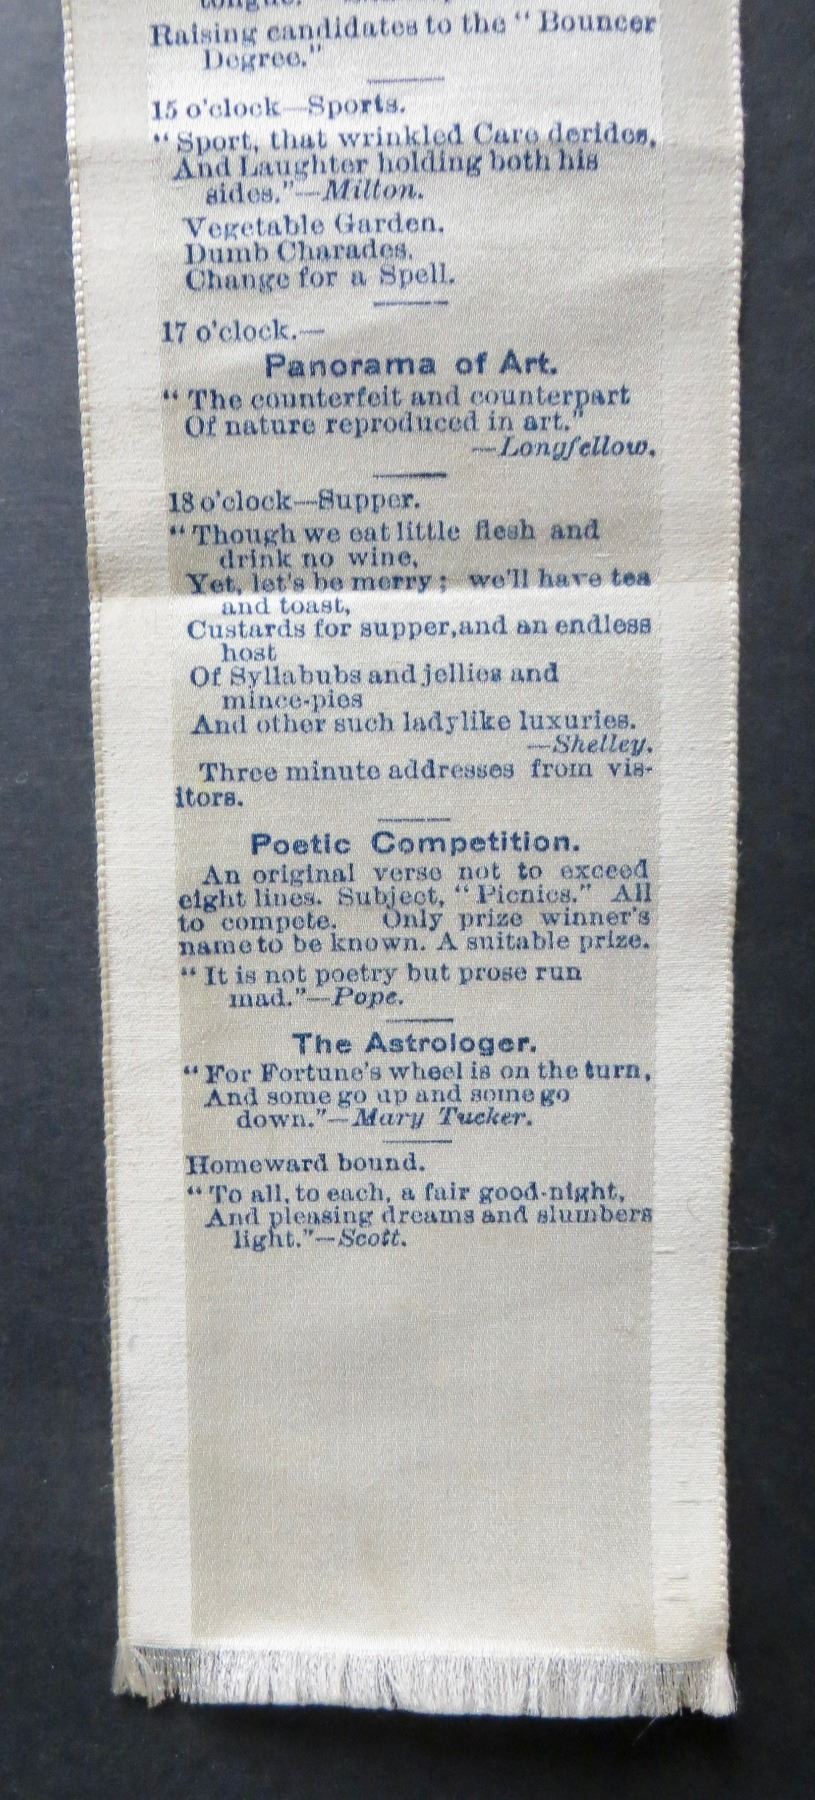 tongue."
Raising candidates to the "Bouncer
Degree."
15 o'clock—Sports.
"Sport, that wrinkled Care derides,
And Laughter holding both his
sides."—Milton.
Vegetable Garden.
Dumb Charades.
Change for a Spell.
17 o'clock.—
Panorama of Art.
"The counterfeit and counterpart
Of nature reproduced in art."
—Longfellow.
18 o'clock—Supper.
"Though we eat little flesh and
drink no wine,
Yet, let's be merry; we'll have tea
and toast,
Custards for supper,and an endless
host
Of Syllabubs and jellies and
mince-pies
And other such ladylike luxuries.
—Shelley.
Three minute addresses from vis-
itors.
Poetic Competition.
An original verse not to exceed
eight lines. Subject, "Picnics." All
to compete. Only prize winner's
name to be known. A suitable prize.
"It is not poetry but prose run
mad."—Pope.
The Astrologer.
"For Fortune's wheel is on the turn,
And some go up and some go
down."—Mary Tucker.
Homeward bound.
"To all, to each, a fair good-night,
And pleasing dreams and slumbers
light."—Scott.